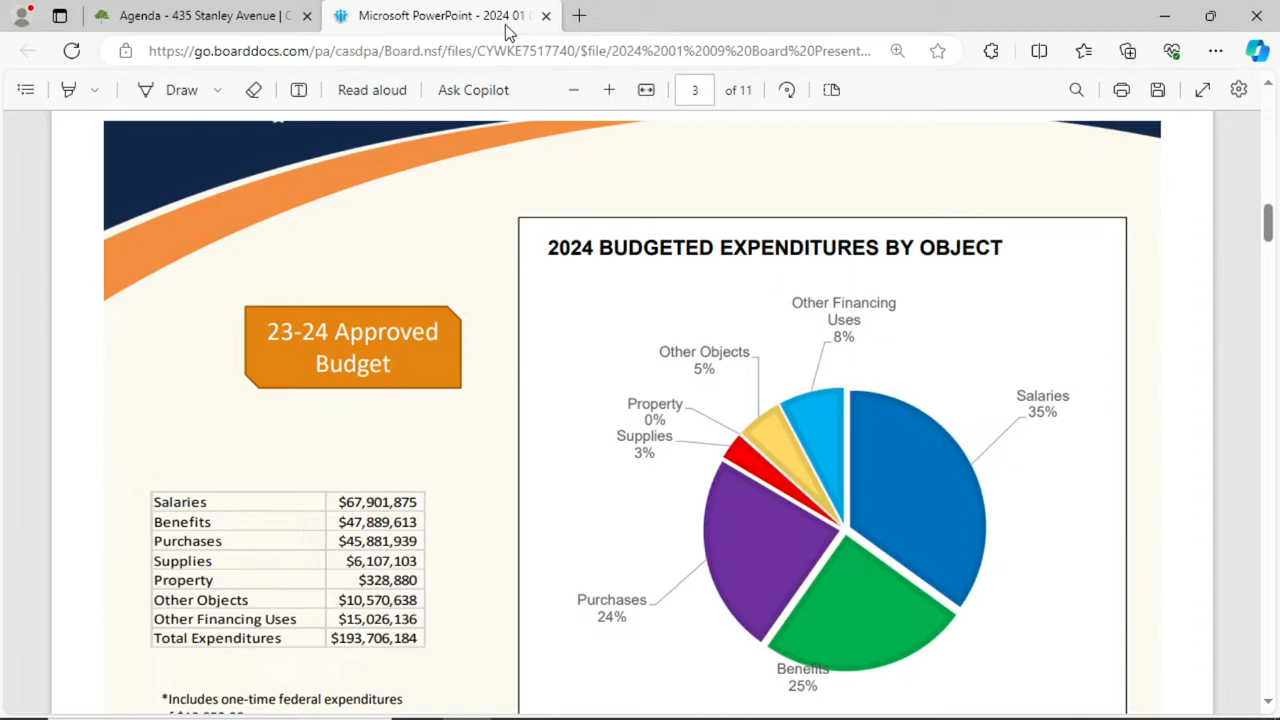 Agenda - 435 Stanley Avenue | C
Microsoft PowerPoint - 2024 01
https://go.boarddocs.com/pa/casdpa/Board.nsf/files/CYWKE7517740/$file/2024%2001%2009%20Board%20Present...
Draw
Read aloud
Ask Copilot
3 of 11
2024 BUDGETED EXPENDITURES BY OBJECT
23-24 Approved
Budget
Other Financing
Uses
8%
Other Objects
5%
Property
0%
Supplies
3%
Salaries
35%
Purchases
24%
Benefits
25%
Salaries $67,901,875
Benefits $47,889,613
Purchases $45,881,939
Supplies $6,107,103
Property $328,880
Other Objects $10,570,638
Other Financing Uses $15,026,136
Total Expenditures $193,706,184
*Includes one-time federal expenditures